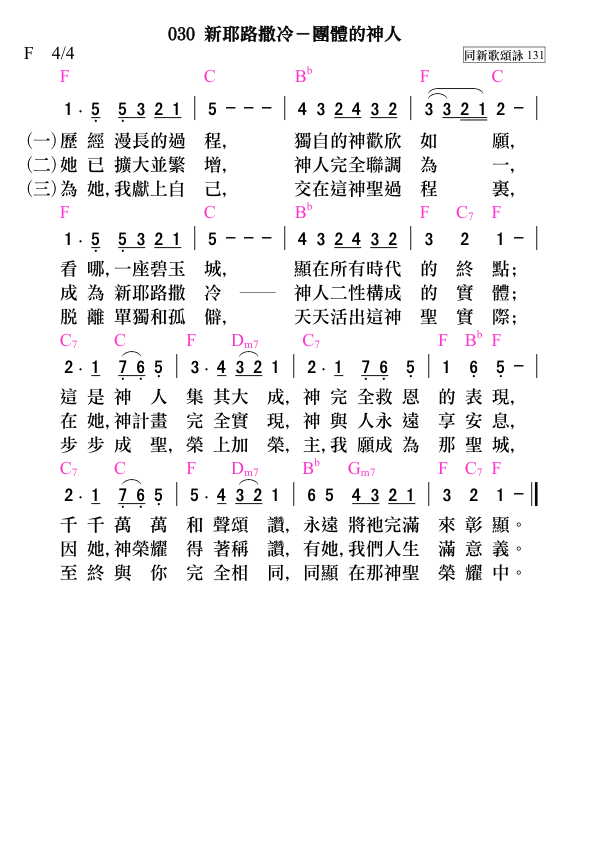 030 新耶路撒冷－團體的神人
F 4/4
同新歌頌詠 131
F C B♭ F C
1 · 5 5 3 2 1 | 5 - - - | 4 3 2 4 3 2 | 3 3 2 1 2 - |
(一)歷 經 漫長的過 程, 獨自的神歡欣 如 願,
(二)她 已 擴大並繁 增, 神人完全聯調 為 一,
(三)為 她,我獻上自 己, 交在這神聖過 程 裏,
F C B♭ F C7 F
1 · 5 5 3 2 1 | 5 - - - | 4 3 2 4 3 2 | 3 2 1 - |
看 哪,一座碧玉 城, 顯在所有時代 的 終 點;
成 為 新耶路撒 冷 —— 神人二性構成 的 實 體;
脱 離 單獨和孤 僻, 天天活出這神 聖 實 際;
C7 C F Dm7 C7 F B♭ F
2 · 1 7 6 5 | 3 · 4 3 2 1 | 2 · 1 7 6 5 | 1 6 5 - |
這 是 神 人 集 其大 成, 神 完 全救 恩 的 表 現,
在 她,神計畫 完 全實 現, 神 與 人永 遠 享 安 息,
步 步 成 聖, 榮 上加 榮, 主,我 願成 為 那 聖 城,
C7 C F Dm7 B♭ Gm7 F C7 F
2 · 1 7 6 5 | 5 · 4 3 2 1 | 6 5 4 3 2 1 | 3 2 1 - ‖
千 千 萬 萬 和 聲頌 讚, 永遠 將祂完滿 來 彰 顯。
因 她,神榮耀 得 著稱 讚, 有她,我們人生 滿 意 義。
至 終 與 你 完 全相 同, 同顯 在那神聖 榮 耀 中。